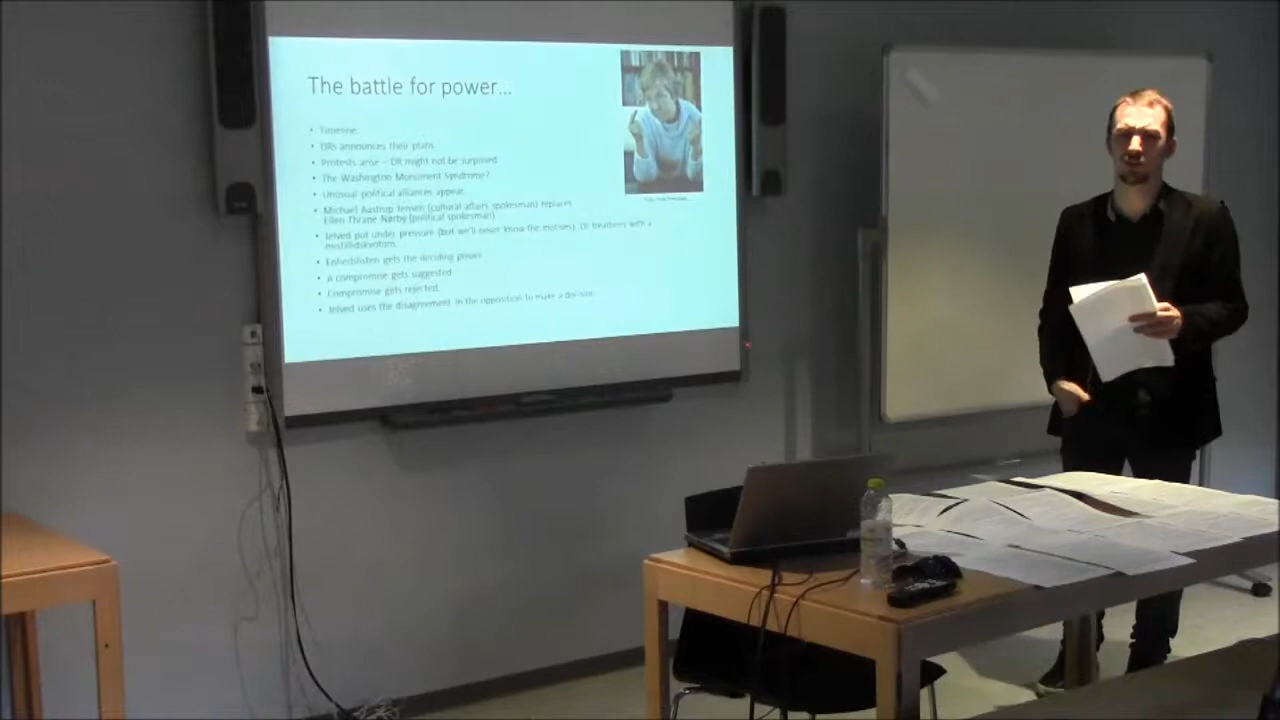 The battle for power...
• Timeline:
• DRs announces their plans.
• Protests arise – DR might not be surprised
• The Washington Monument Syndrome?
• Unusual political alliances appear.
• Michael Aastrup Jensen (cultural affairs spokesman) replaces
Ellen Thrane Nørby (political spokesman).
• Jelved put under pressure (but we'll never know the motives). DF treathens with a
mistillidsvotum.
• Enhedslisten gets the deciding power
• A compromise gets suggested
• Compromise gets rejected.
• Jelved uses the disagreement in the opposition to make a decision.